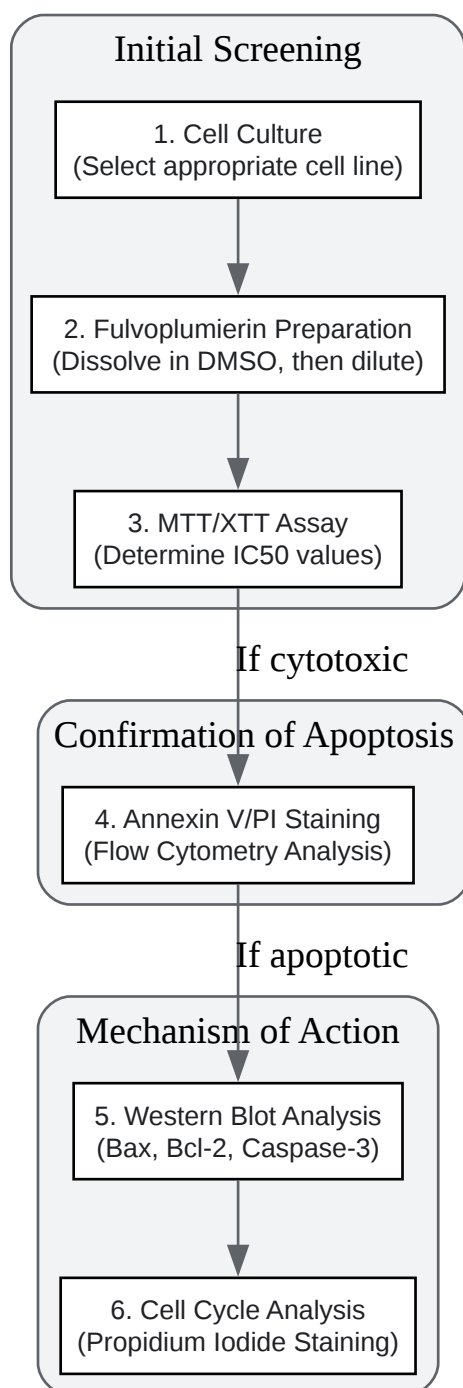 Initial Screening
1. Cell Culture
(Select appropriate cell line)
2. Fulvoplumierin Preparation
(Dissolve in DMSO, then dilute)
3. MTT/XTT Assay
(Determine IC50 values)
If cytotoxic
Confirmation of Apoptosis
4. Annexin V/PI Staining
(Flow Cytometry Analysis)
If apoptotic
Mechanism of Action
5. Western Blot Analysis
(Bax, Bcl-2, Caspase-3)
6. Cell Cycle Analysis
(Propidium Iodide Staining)